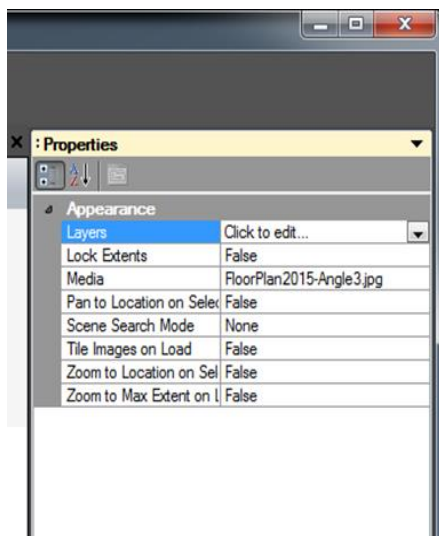 Properties
Appearance
Layers Click to edit...
Lock Extents False
Media FloorPlan2015-Angle3.jpg
Pan to Location on Selec False
Scene Search Mode None
Tile Images on Load False
Zoom to Location on Sel False
Zoom to Max Extent on L False